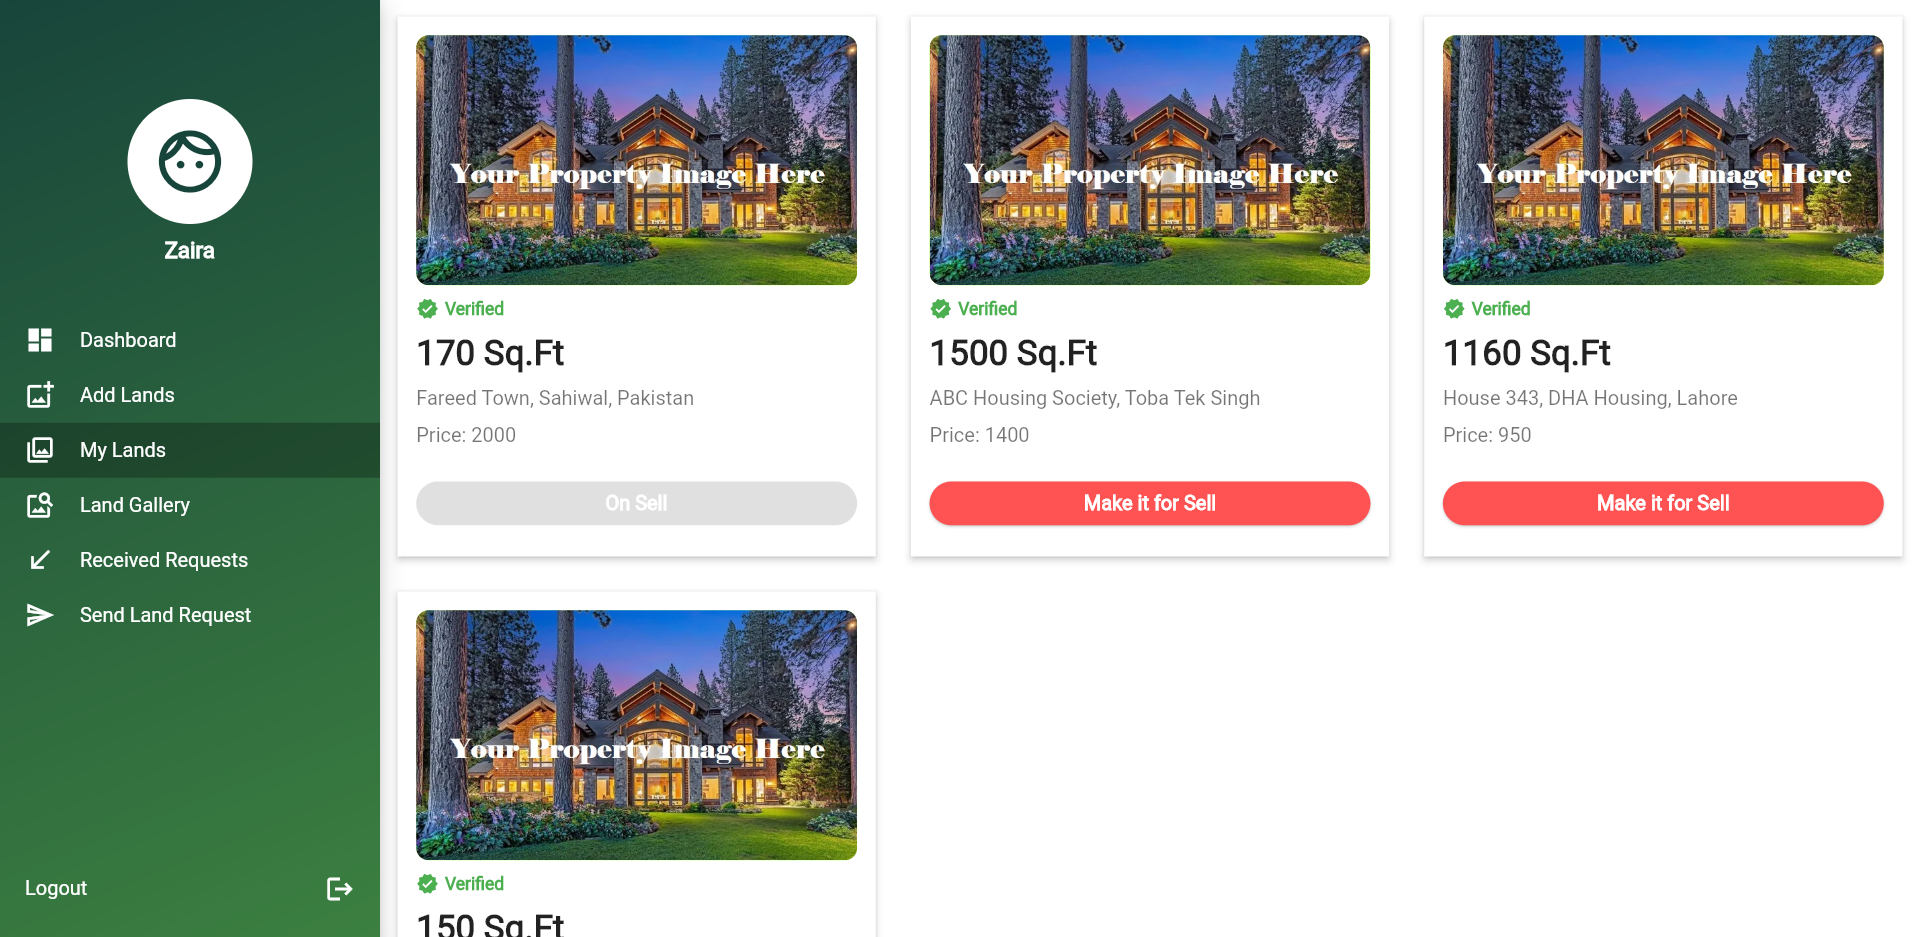 Zaira
Dashboard
Add Lands
My Lands
Land Gallery
Received Requests
Send Land Request
Logout
Your Property Image Here
Verified
170 Sq.Ft
Fareed Town, Sahiwal, Pakistan
Price: 2000
On Sell
Your Property Image Here
Verified
1500 Sq.Ft
ABC Housing Society, Toba Tek Singh
Price: 1400
Make it for Sell
Your Property Image Here
Verified
1160 Sq.Ft
House 343, DHA Housing, Lahore
Price: 950
Make it for Sell
Your Property Image Here
Verified
150 Sq.Ft